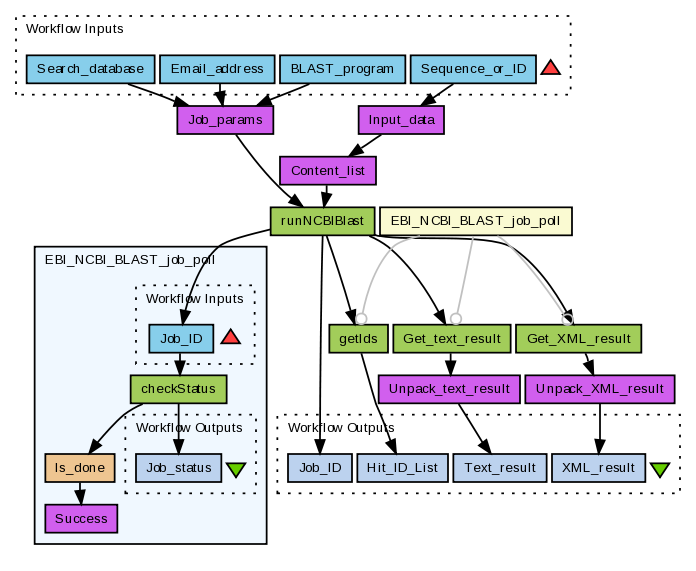 Workflow Inputs
Search_database
Email_address
BLAST_program
Sequence_or_ID
Job_params
Input_data
Content_list
runNCBIBlast
EBI_NCBI_BLAST_job_poll
EBI_NCBI_BLAST_job_poll
Workflow Inputs
Job_ID
checkStatus
Workflow Outputs
Is_done
Job_status
Success
getIds
Get_text_result
Get_XML_result
Unpack_text_result
Unpack_XML_result
Workflow Outputs
Job_ID
Hit_ID_List
Text_result
XML_result